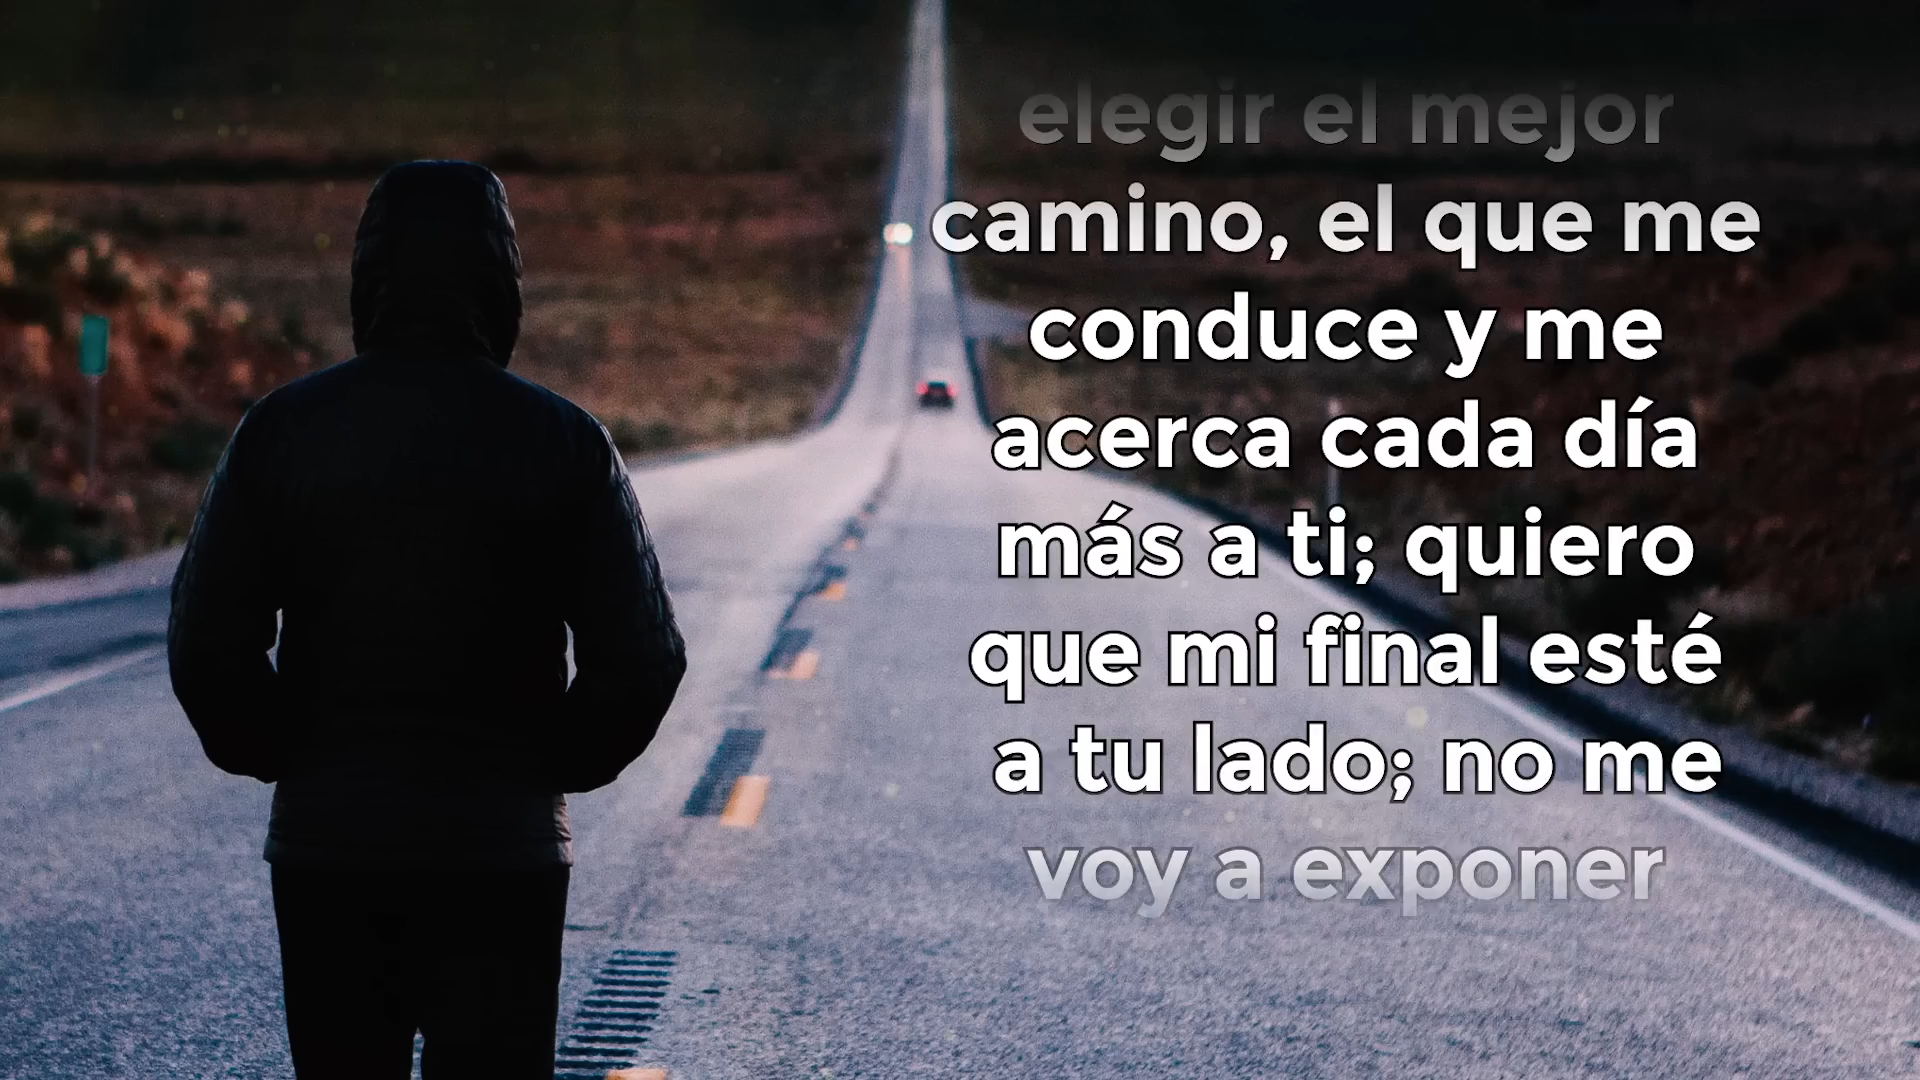 elegir el mejor
camino, el que me
conduce y me
acerca cada día
más a ti; quiero
que mi final esté
a tu lado; no me
voy a exponer